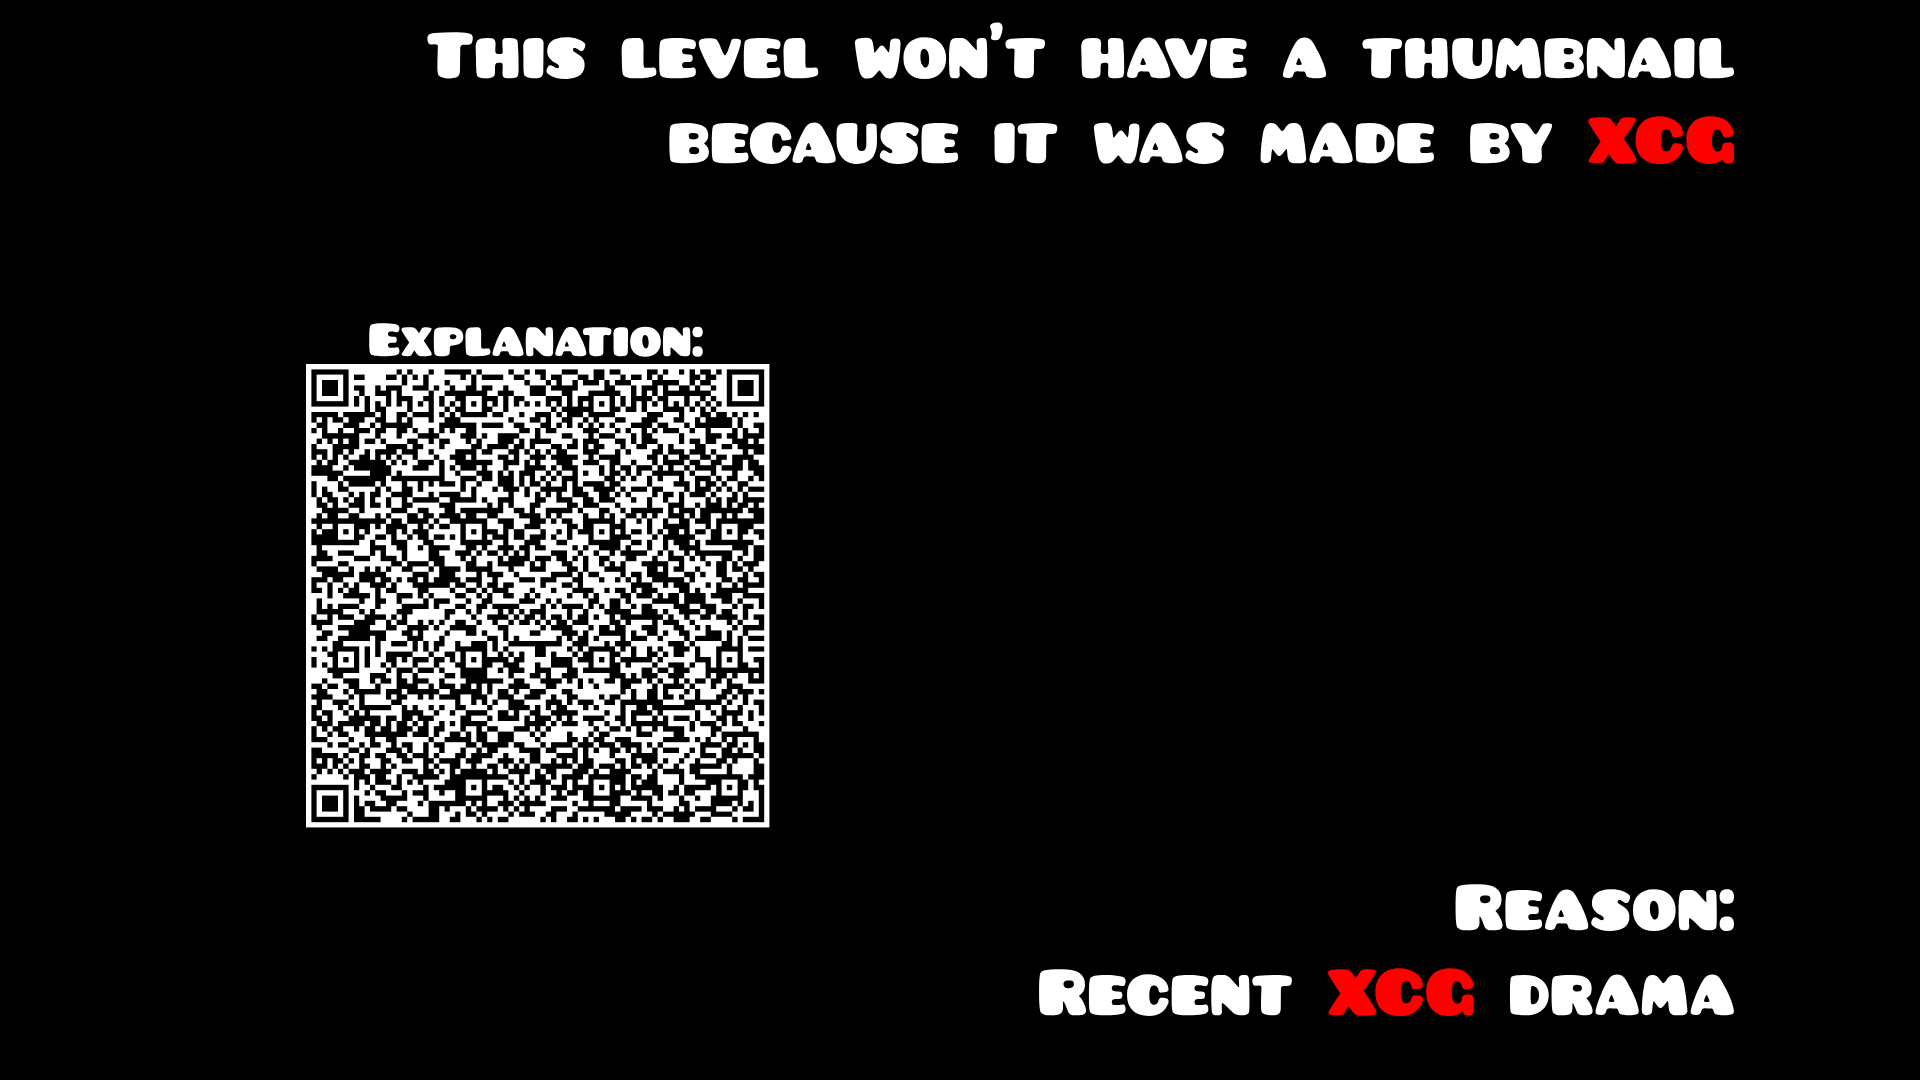 This level won't have a thumbnail
because it was made by XCG
Explanation:
Reason:
Recent XCG drama